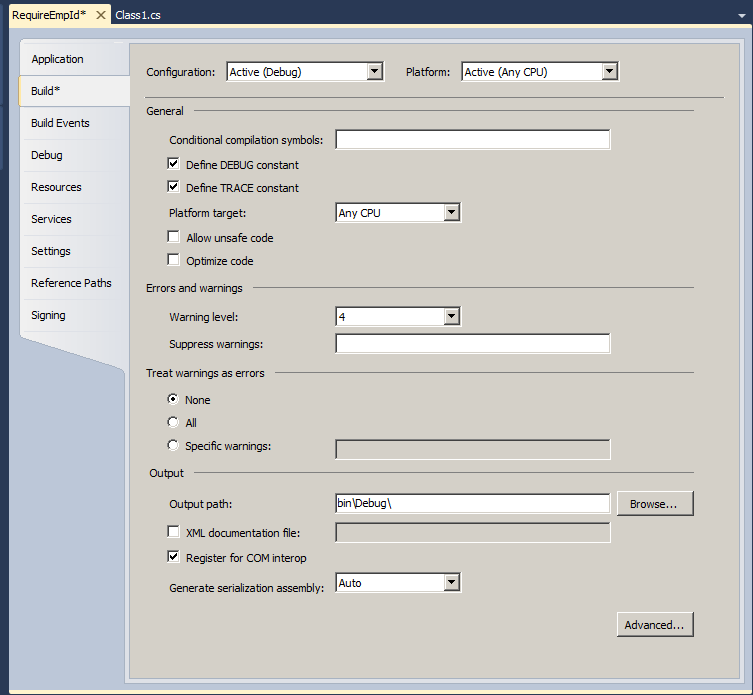 RequireEmpId* Class1.cs
Application
Build*
Build Events
Debug
Resources
Services
Settings
Reference Paths
Signing
Configuration: Active (Debug) Platform: Active (Any CPU)
General
Conditional compilation symbols:
Define DEBUG constant
Define TRACE constant
Platform target: Any CPU
Allow unsafe code
Optimize code
Errors and warnings
Warning level: 4
Suppress warnings:
Treat warnings as errors
None
All
Specific warnings:
Output
Output path: bin\Debug\ Browse...
XML documentation file:
Register for COM interop
Generate serialization assembly: Auto
Advanced...